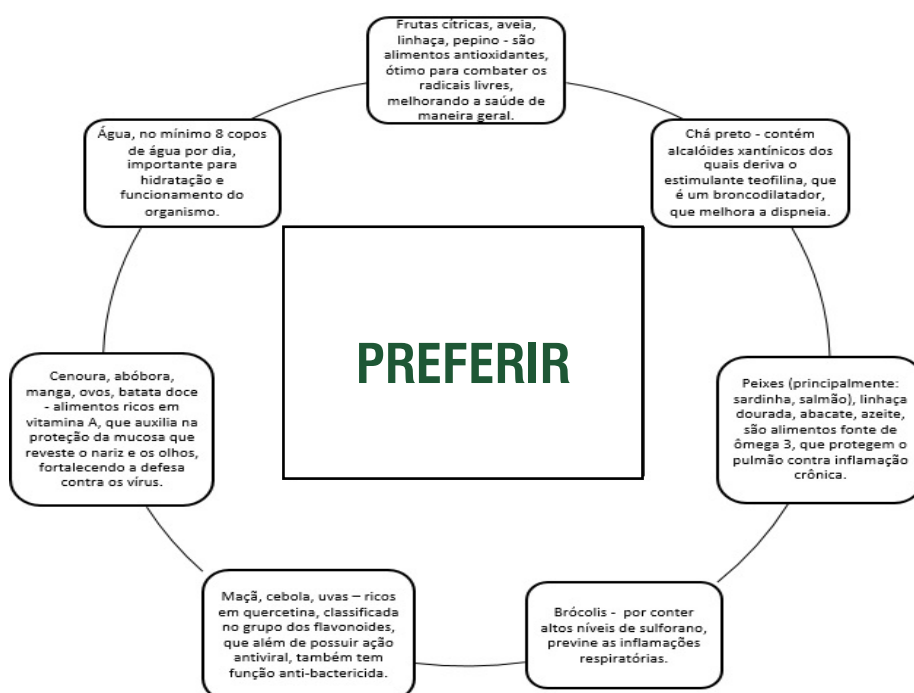 Frutas cítricas, aveia,
linhaça, pepino - são
alimentos antioxidantes,
ótimo para combater os
radicais livres,
melhorando a saúde de
maneira geral.
Chá preto - contém
alcalóides xantínicos dos
quais deriva o
estimulante teofilina, que
é um broncodilatador,
que melhora a dispneia.
Peixes (principalmente:
sardinha, salmão), linhaça
dourada, abacate, azeite,
são alimentos fonte de
ômega 3, que protegem o
pulmão contra inflamação
crônica.
Brócolis - por conter
altos níveis de sulforano,
previne as inflamações
respiratórias.
Maçã, cebola, uvas – ricos
em quercetina, classificada
no grupo dos flavonoides,
que além de possuir ação
antiviral, também tem
função anti-bactericida.
Cenoura, abóbora,
manga, ovos, batata doce
- alimentos ricos em
vitamina A, que auxilia na
proteção da mucosa que
reveste o nariz e os olhos,
fortalecendo a defesa
contra os vírus.
Água, no mínimo 8 copos
de água por dia,
importante para
hidratação e
funcionamento do
organismo.
PREFERIR